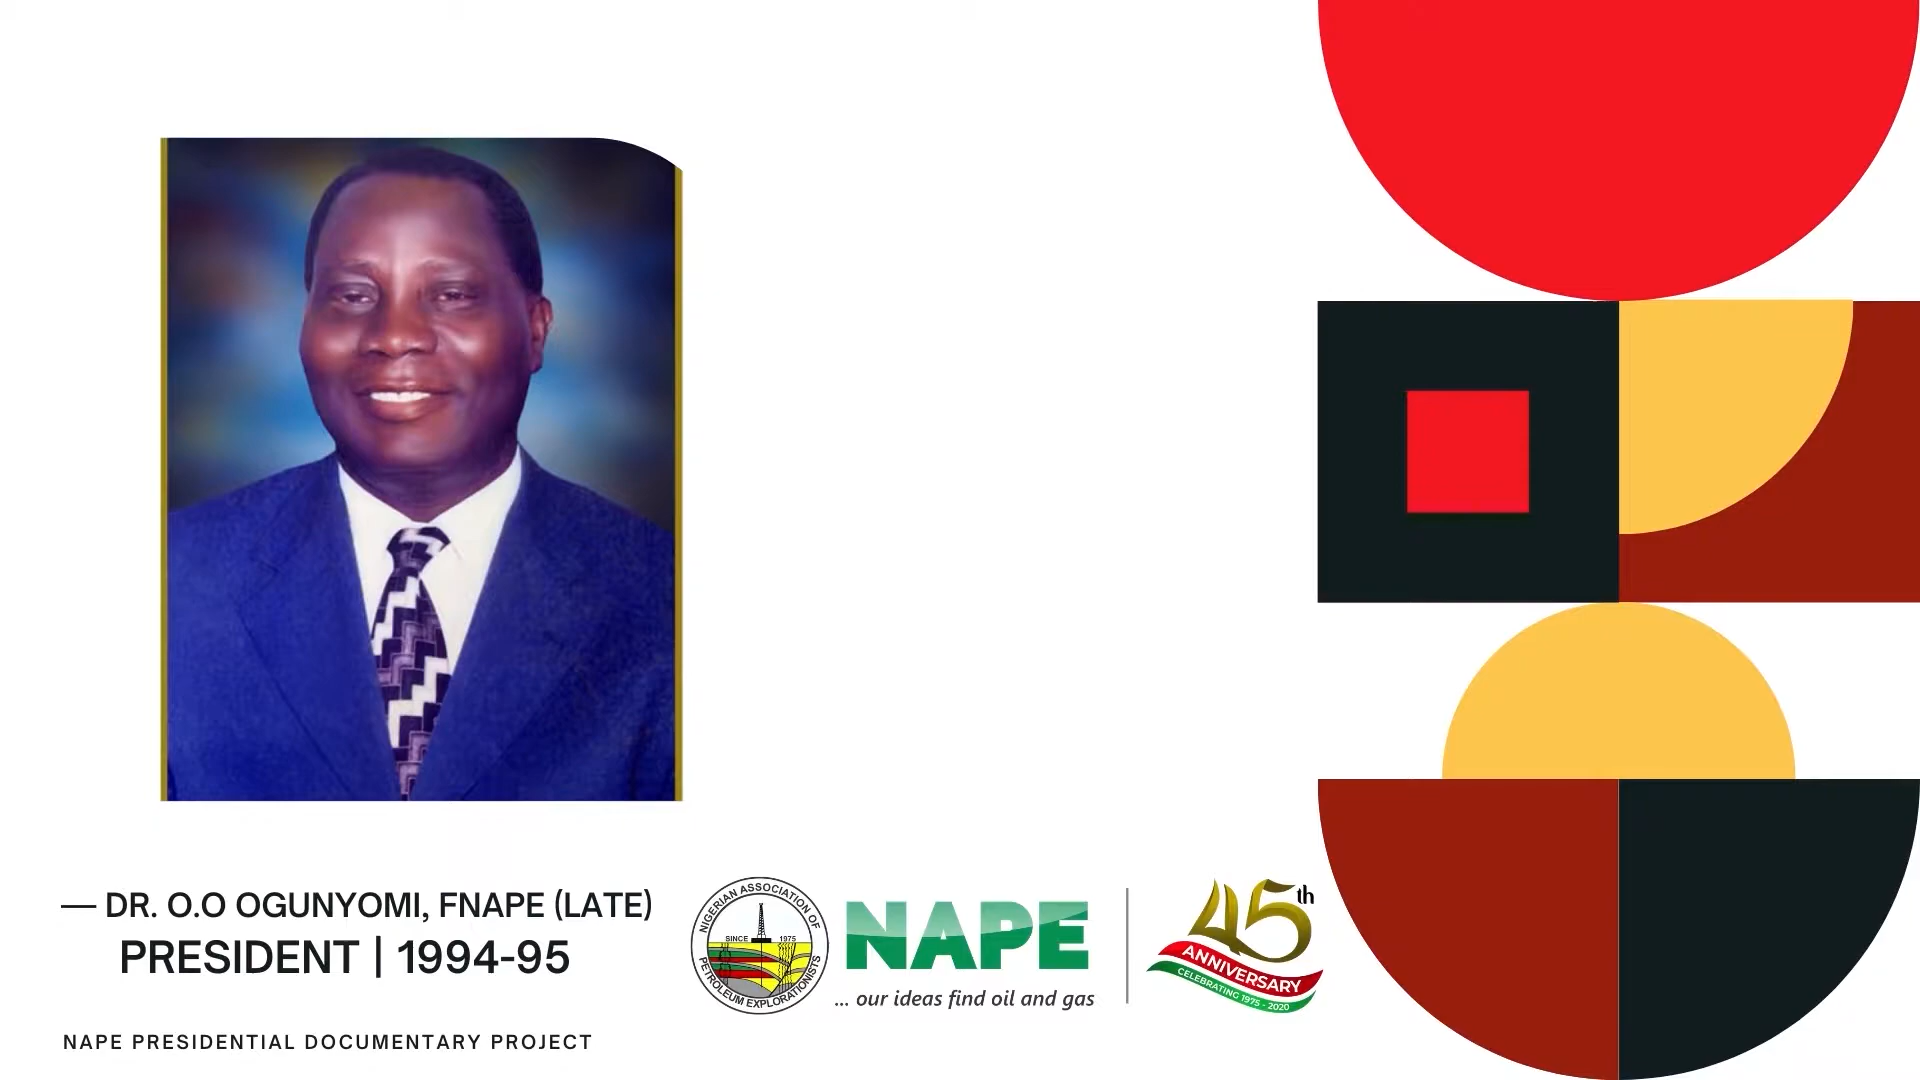 — DR. O.O OGUNYOMI, FNAPE (LATE)
PRESIDENT | 1994-95
NAPE PRESIDENTIAL DOCUMENTARY PROJECT
NIGERIAN ASSOCIATION OF
SINCE 1975
PETROLEUM EXPLORATIONISTS
NAPE
... our ideas find oil and gas
45th
ANNIVERSARY
CELEBRATING 1975 - 2020